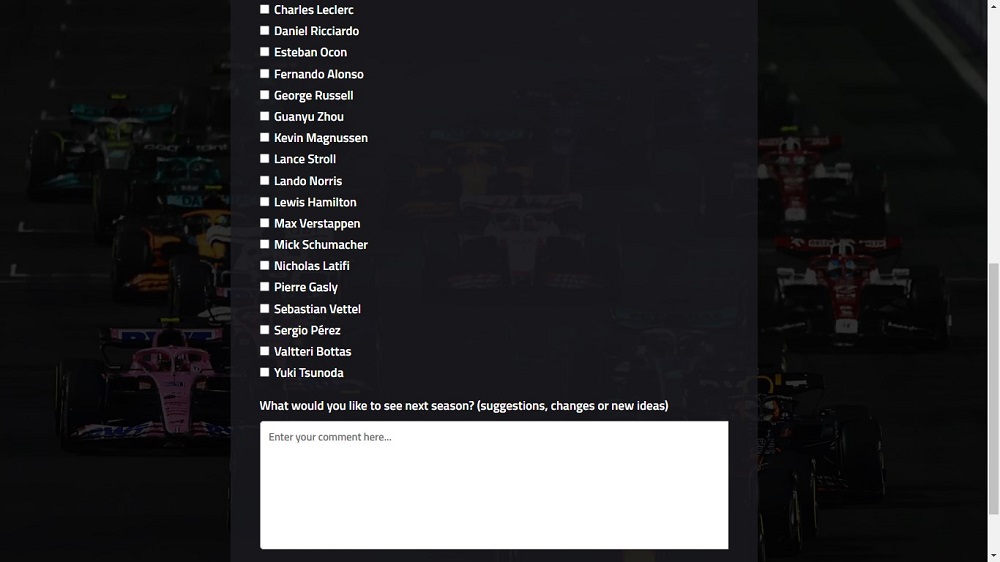 Charles Leclerc
Daniel Ricciardo
Esteban Ocon
Fernando Alonso
George Russell
Guanyu Zhou
Kevin Magnussen
Lance Stroll
Lando Norris
Lewis Hamilton
Max Verstappen
Mick Schumacher
Nicholas Latifi
Pierre Gasly
Sebastian Vettel
Sergio Pérez
Valtteri Bottas
Yuki Tsunoda
What would you like to see next season? (suggestions, changes or new ideas)
Enter your comment here...